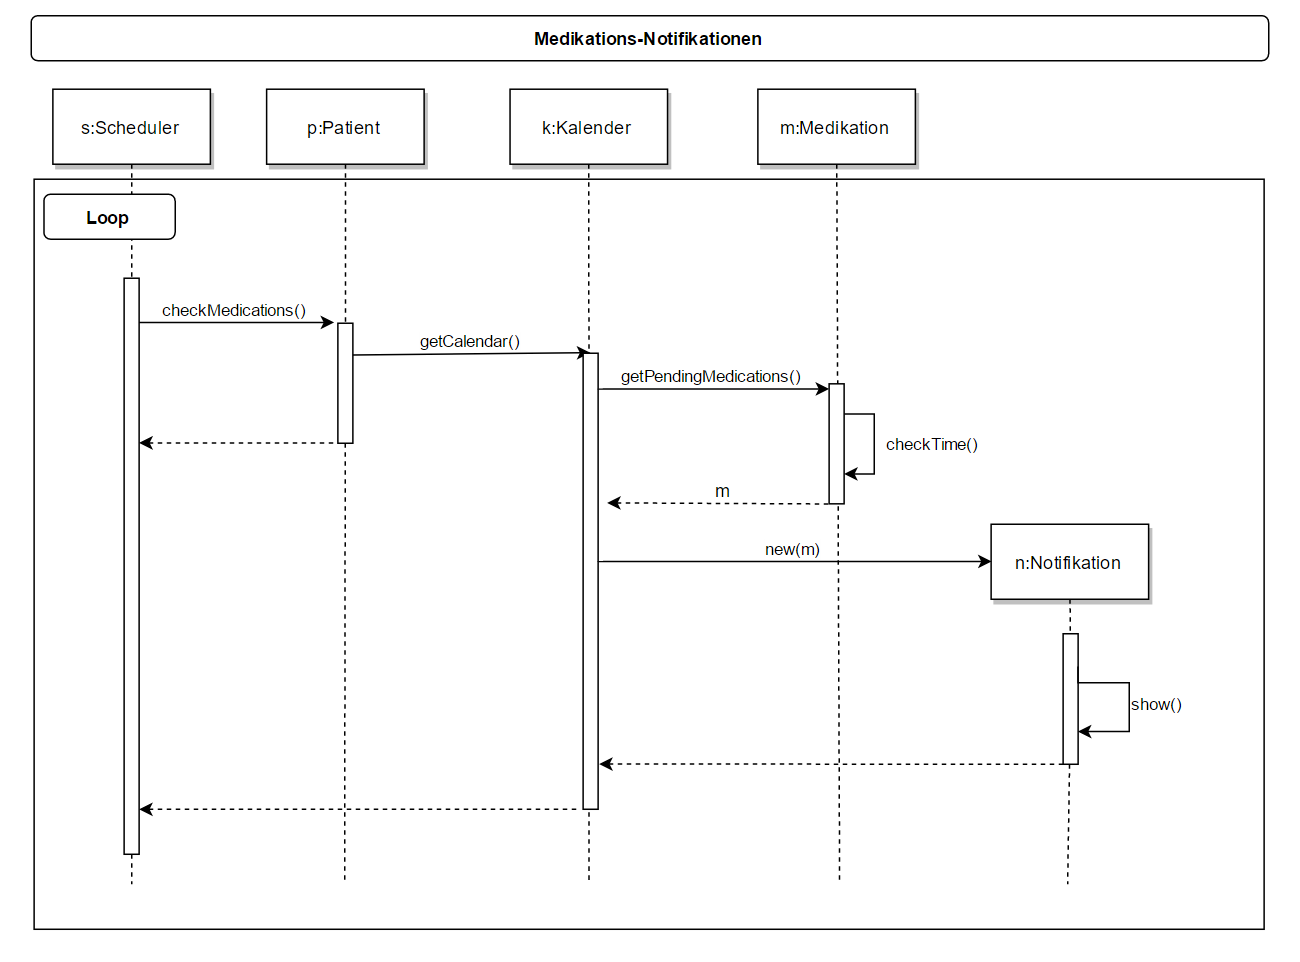 Medikations-Notifikationen
s:Scheduler
p:Patient
k:Kalender
m:Medikation
Loop
checkMedications()
getCalendar()
getPendingMedications()
checkTime()
m
new(m)
n:Notifikation
show()